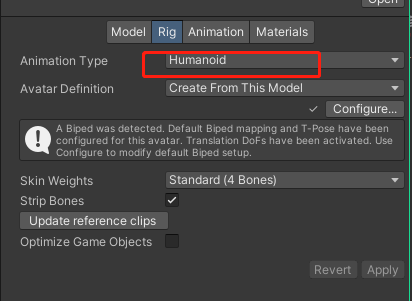 Open
Model Rig Animation Materials
Animation Type Humanoid
Avatar Definition Create From This Model
Configure...
A Biped was detected. Default Biped mapping and T-Pose have been
configured for this avatar. Translation DoFs have been activated. Use
Configure to modify default Biped setup.
Skin Weights Standard (4 Bones)
Strip Bones
Update reference clips
Optimize Game Objects
Revert Apply